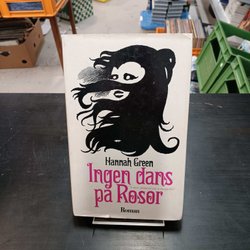 Hannah Green
Ingen dans
på Rosor
Roman